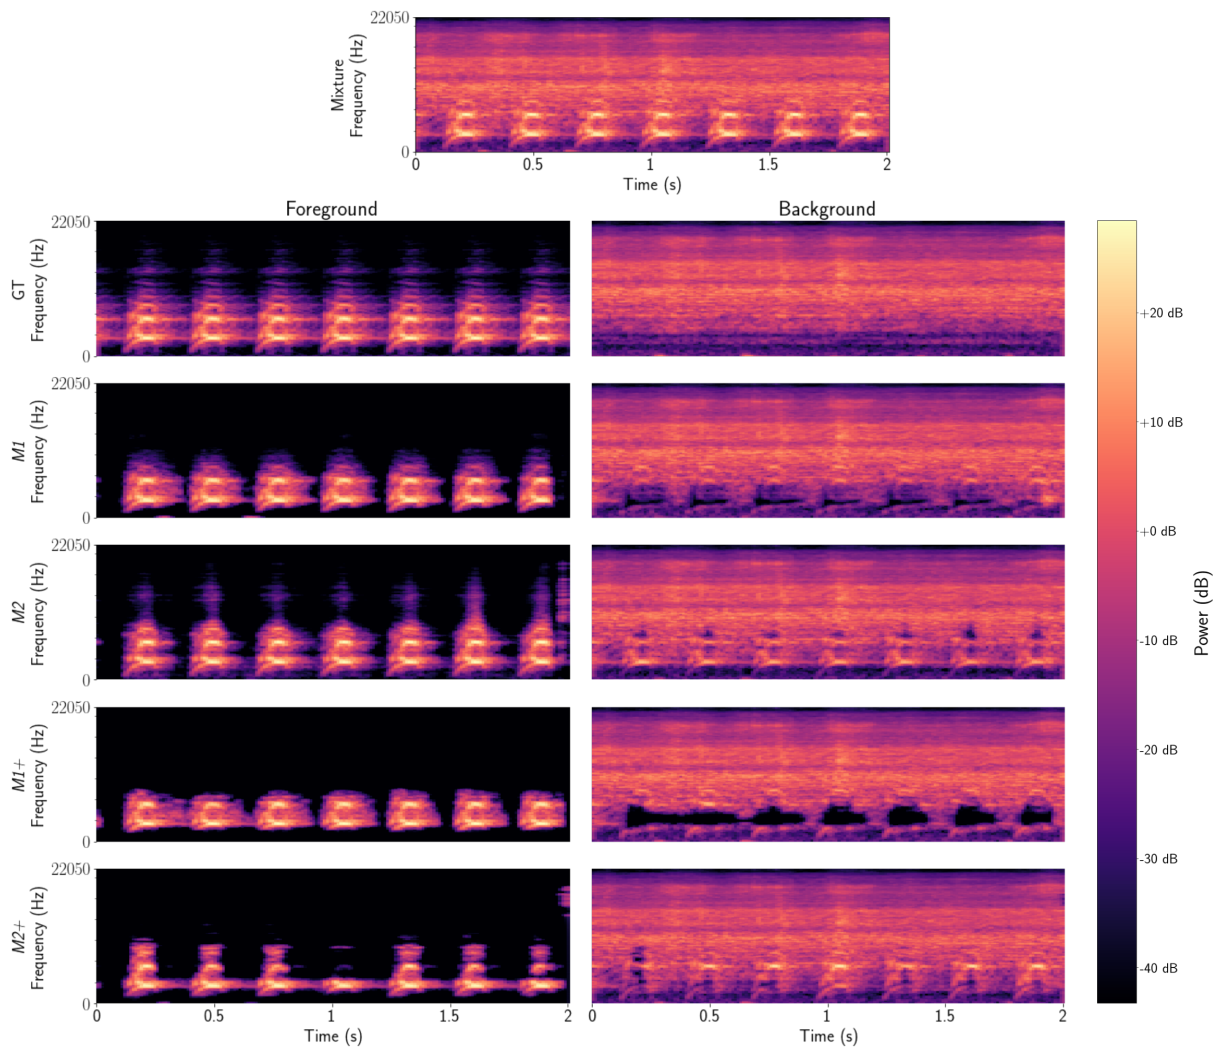 22050
Mixture
Frequency (Hz)
0
0 0.5 1 1.5 2
Time (s)
Foreground Background
22050
GT
Frequency (Hz)
0
22050
M1
Frequency (Hz)
0
22050
M2
Frequency (Hz)
0
22050
M1+
Frequency (Hz)
0
22050
M2+
Frequency (Hz)
0
0 0.5 1 1.5 2
Time (s)
0 0.5 1 1.5 2
Time (s)
+20 dB
+10 dB
+0 dB
-10 dB
-20 dB
-30 dB
-40 dB
Power (dB)